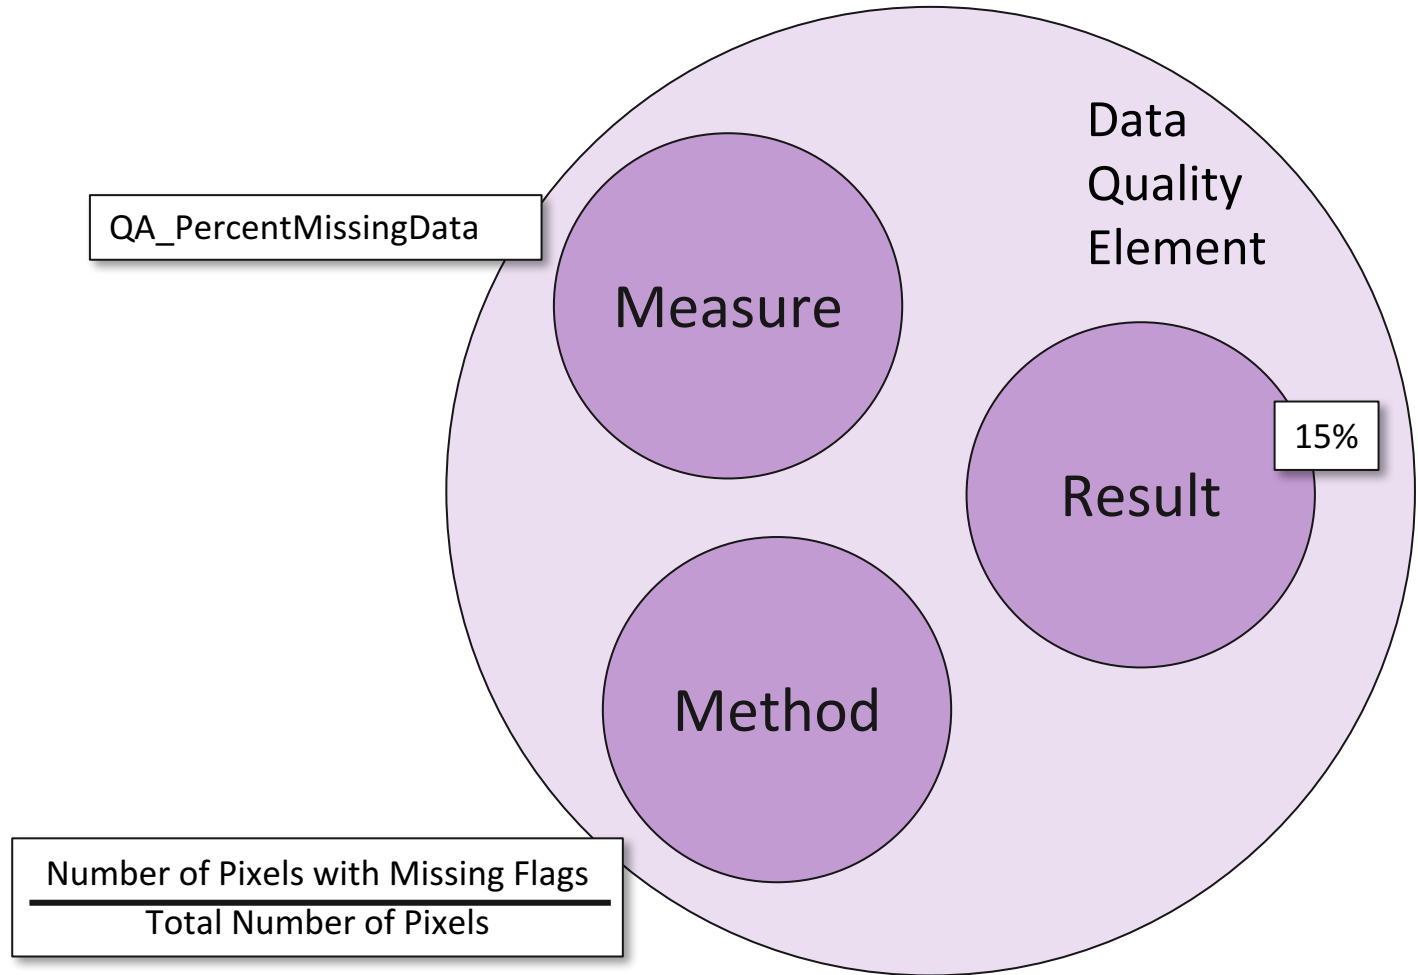 Data
Quality
Element
QA_PercentMissingData
Measure
15%
Result
Method
Number of Pixels with Missing Flags
Total Number of Pixels